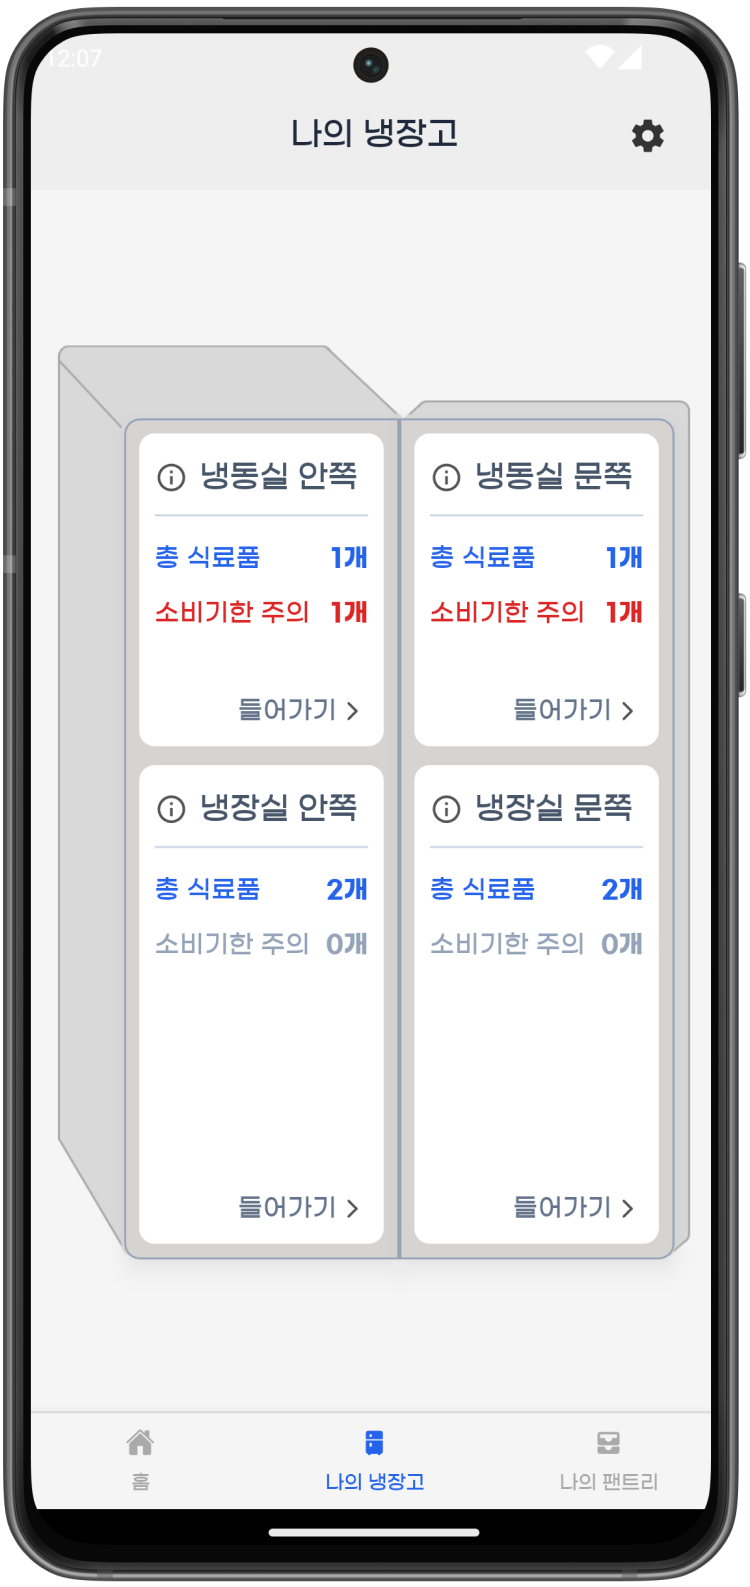 12:07
나의 냉장고
냉동실 안쪽
총 식료품 1개
소비기한 주의 1개
들어가기
냉동실 문쪽
총 식료품 1개
소비기한 주의 1개
들어가기
냉장실 안쪽
총 식료품 2개
소비기한 주의 0개
들어가기
냉장실 문쪽
총 식료품 2개
소비기한 주의 0개
들어가기
홈
나의 냉장고
나의 팬트리